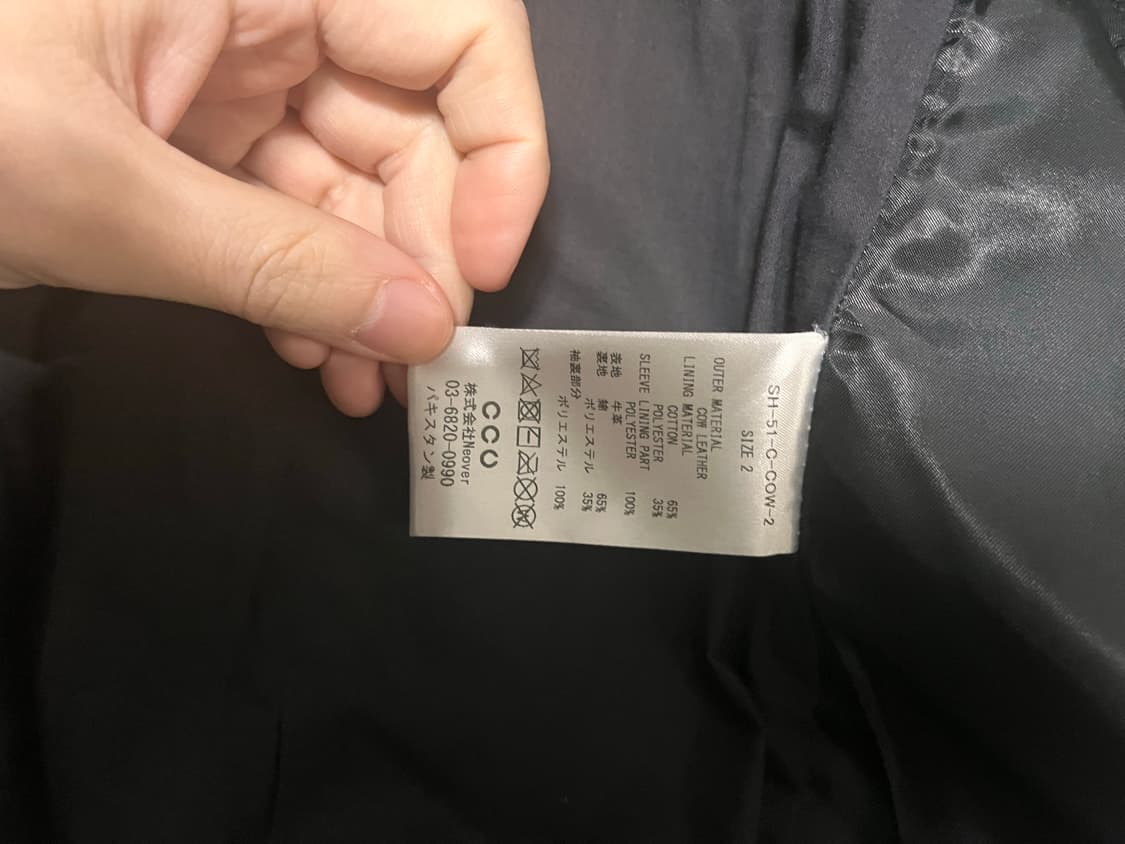 SH-51-C-COW-2
SIZE 2
OUTER MATERIAL
COW LEATHER
LINING MATERIAL
COTTON 65%
POLYESTER 35%
SLEEVE LINING PART
POLYESTER 100%
表地 牛革
裏地 綿 65%
ポリエステル 35%
袖裏部分
ポリエステル 100%
株式会社Neover
03-6820-0990
パキスタン製